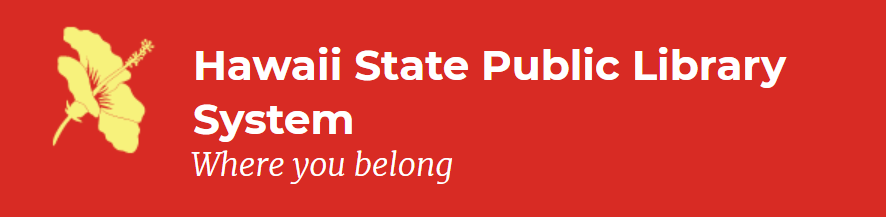 Hawaii State Public Library
System
Where you belong